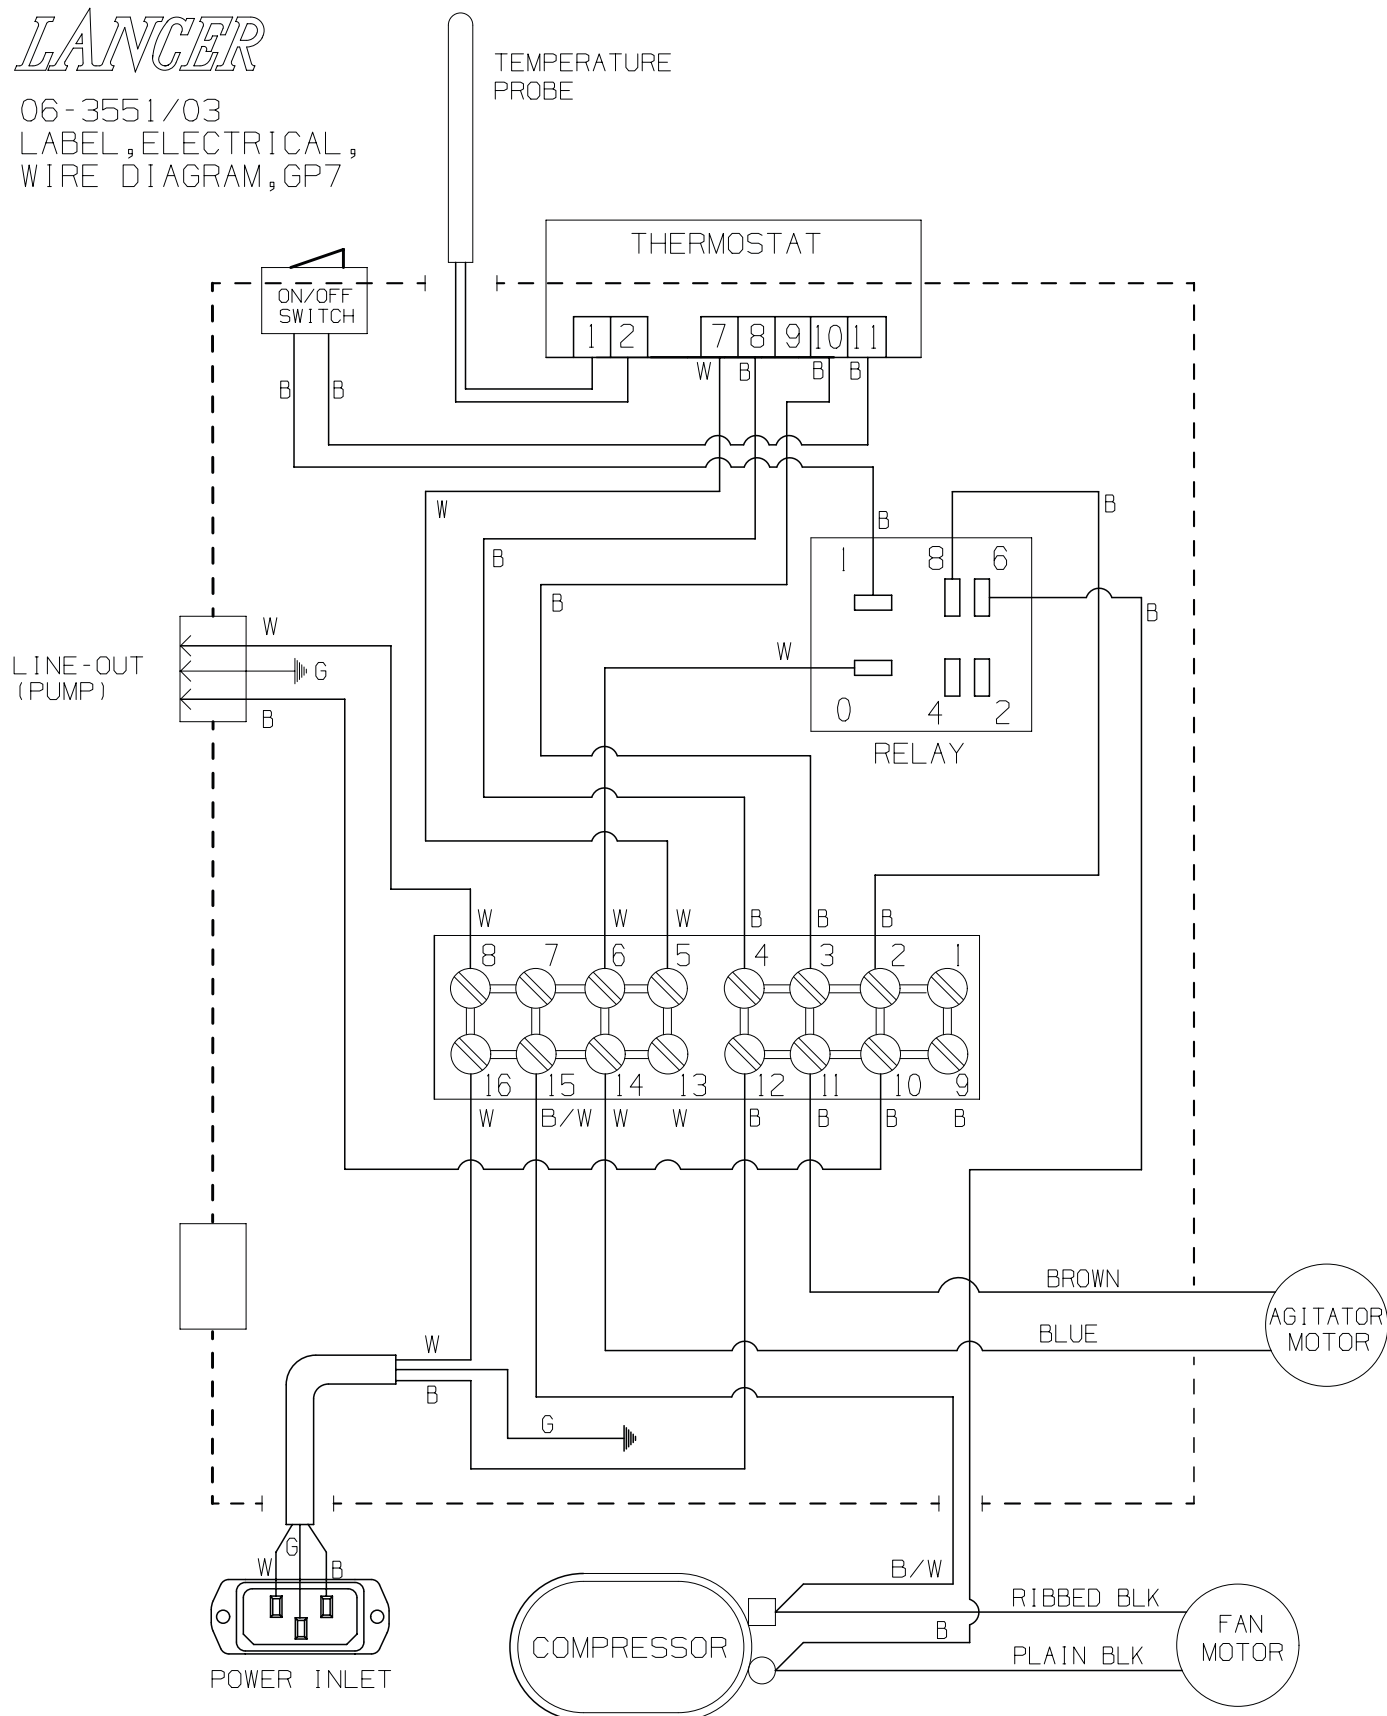 LANCER
06-3551/03
LABEL,ELECTRICAL,
WIRE DIAGRAM,GP7
TEMPERATURE
PROBE
THERMOSTAT
ON/OFF
SWITCH
1 2 7 8 9 10 11
W B B B
B B
W
B
B
B
B
1 8 6
B
W
0 4 2
RELAY
LINE-OUT
(PUMP)
W
G
B
W W W B B B
8 7 6 5 4 3 2 1
16 15 14 13 12 11 10 9
W B/W W W B B B
BROWN
BLUE
AGITATOR
MOTOR
W
B
G
W G B
POWER INLET
COMPRESSOR
B/W
RIBBED BLK
B
PLAIN BLK
FAN
MOTOR